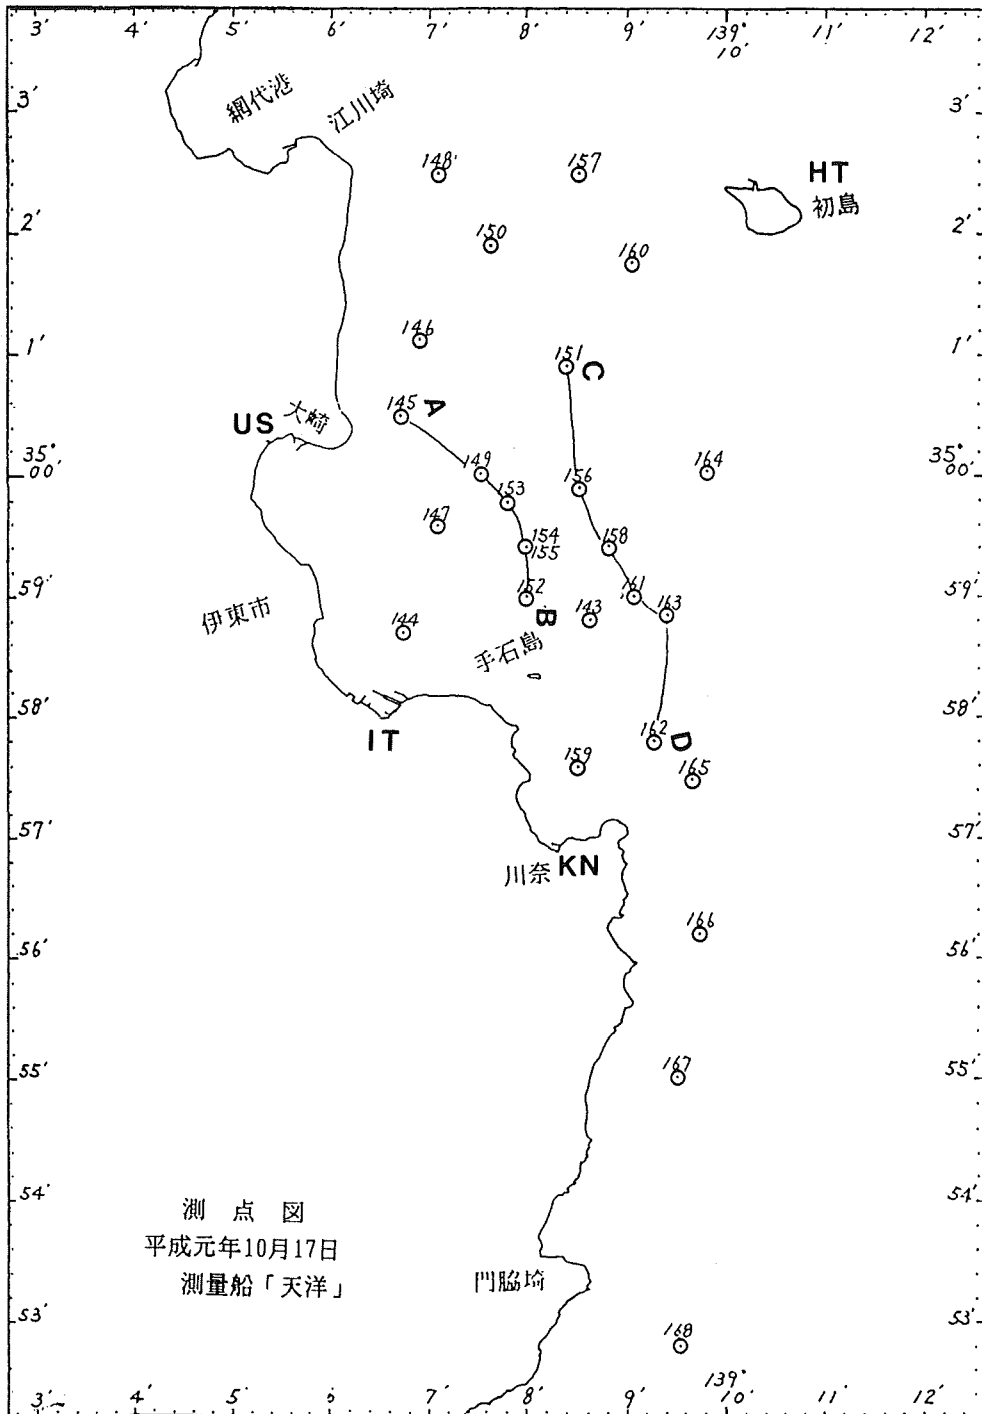 3′ 4′ 5′ 6′ 7′ 8′ 9′ 139° 10′ 11′ 12′
網代港
江川埼
3′ 3′
148 157
HT
初島
2′ 2′
150
160
146
1′ 1′
151
C
145 A
大崎
US
35° 00′ 35° 00′
149 156 164
153
147
154
155
158
59′ 59′
152
161
163
143
B
伊東市
144
手石島
58′ 58′
IT
162 D
159
165
57′ 57′
川奈 KN
166
56′ 56′
167
55′ 55′
54′ 54′
測点図
平成元年10月17日
測量船「天洋」
門脇埼
53′ 53′
168
3′ 4′ 5′ 6′ 7′ 8′ 9′ 139° 10′ 11′ 12′